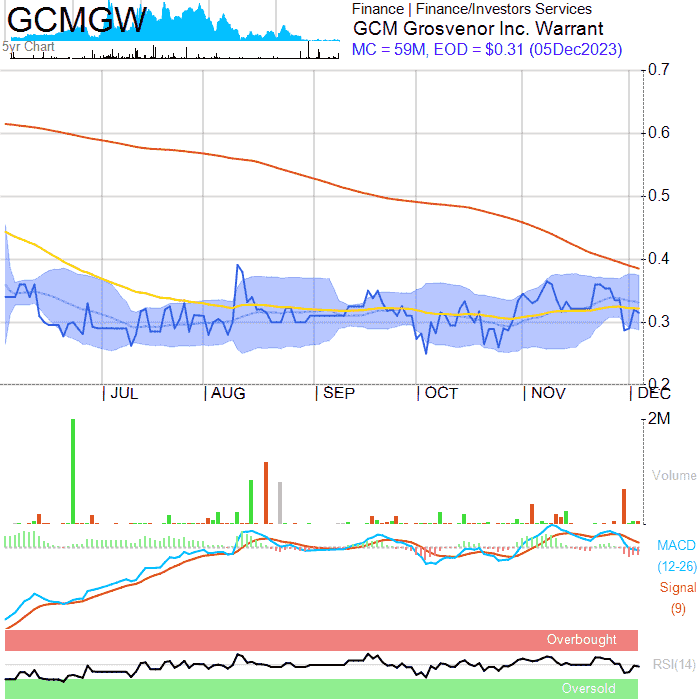 GCMGW
5yr Chart
Finance | Finance/Investors Services
GCM Grosvenor Inc. Warrant
MC = 59M, EOD = $0.31 (05Dec2023)
0.7
0.6
0.5
0.4
0.3
0.2
| JUL | AUG | SEP | OCT | NOV | DEC
2M
Volume
MACD
(12-26)
Signal
(9)
Overbought
RSI(14)
Oversold